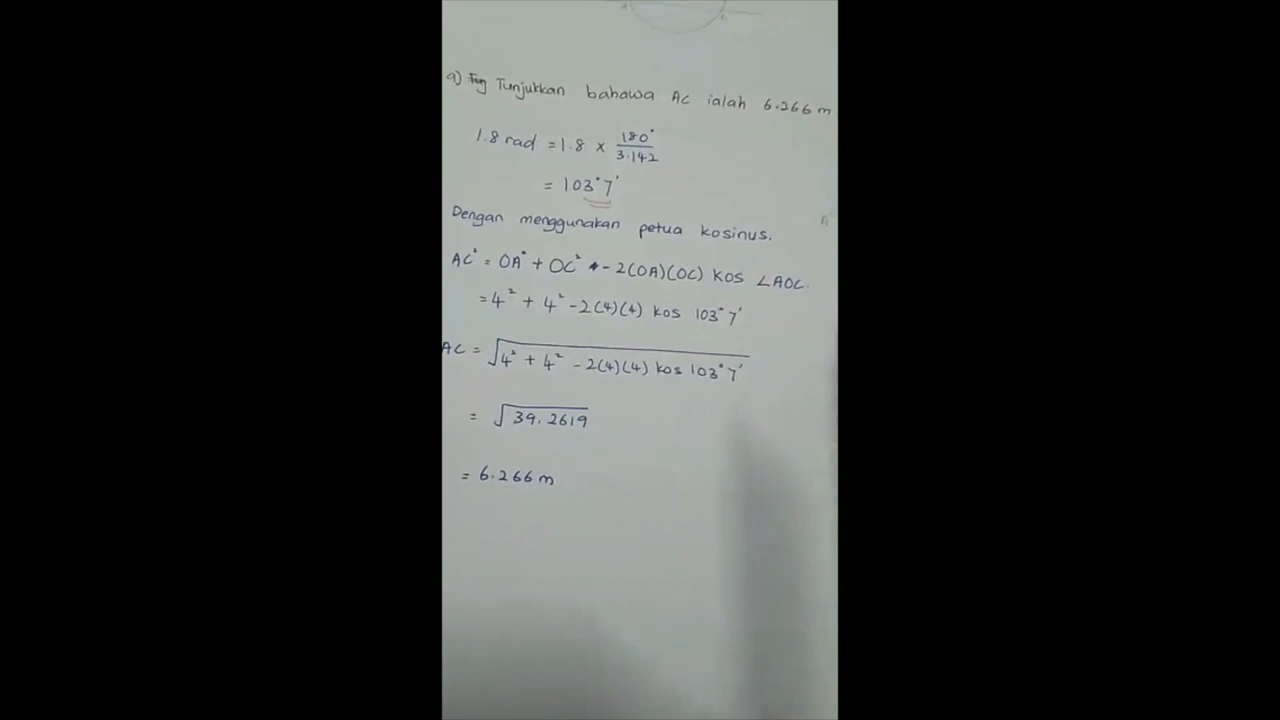 a) Tunjukkan bahawa AC ialah 6.266 m
1.8 rad = 1.8 × 180°/3.142
= 103°7'
Dengan menggunakan petua kosinus.
AC² = OA² + OC² - 2(OA)(OC) kos ∠AOC.
= 4² + 4² - 2(4)(4) kos 103°7'
AC = √4² + 4² - 2(4)(4) kos 103°7'
= √39.2619
= 6.266 m